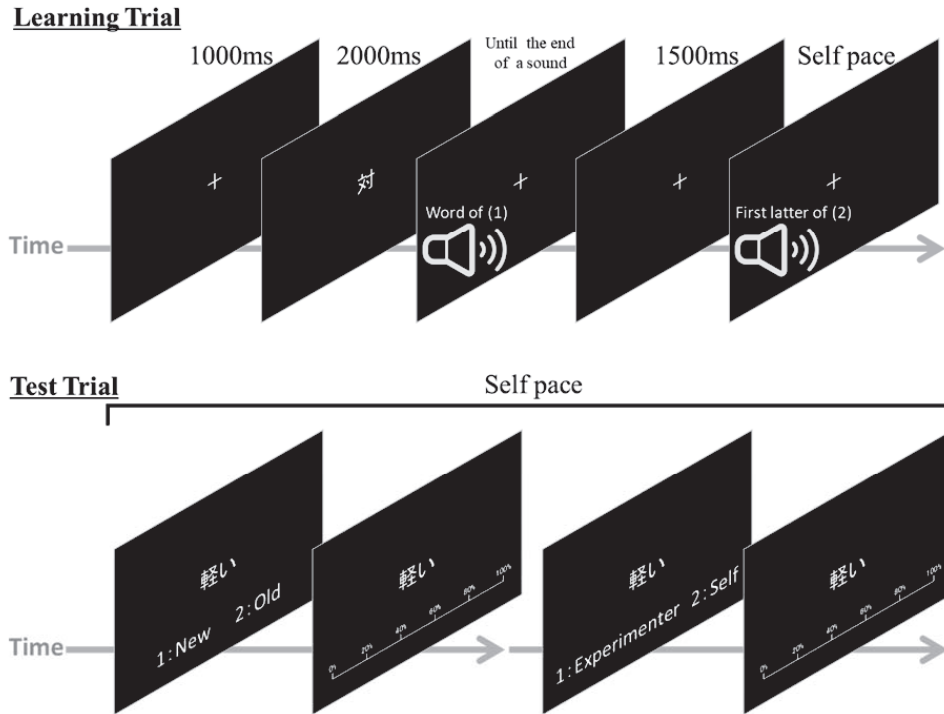 Learning Trial
1000ms
2000ms
Until the end
of a sound
1500ms
Self pace
対
Word of (1)
First latter of (2)
Time
Test Trial
Self pace
軽い
1:New 2:Old
軽い
0% 20% 40% 60% 80% 100%
軽い
1:Experimenter 2:Self
軽い
0% 20% 40% 60% 80% 100%
Time